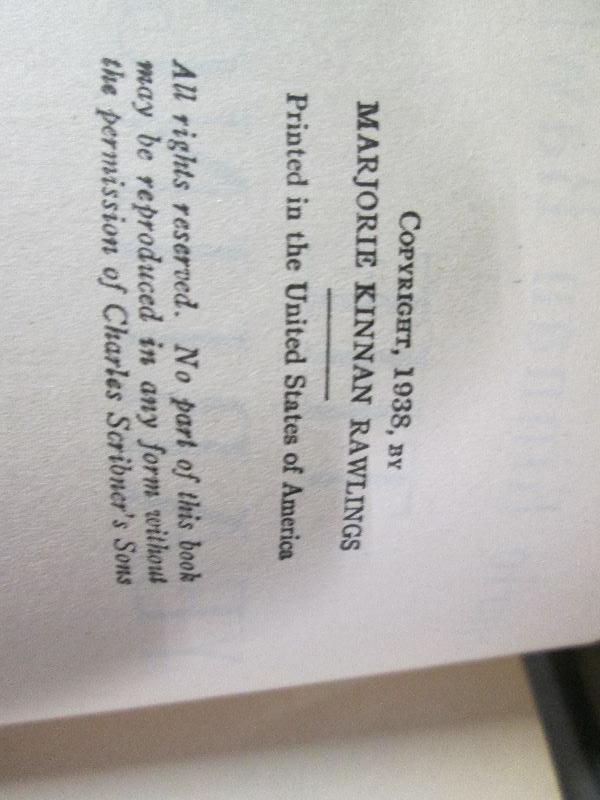 COPYRIGHT, 1938, BY
MARJORIE KINNAN RAWLINGS
Printed in the United States of America
All rights reserved. No part of this book
may be reproduced in any form without
the permission of Charles Scribner's Sons